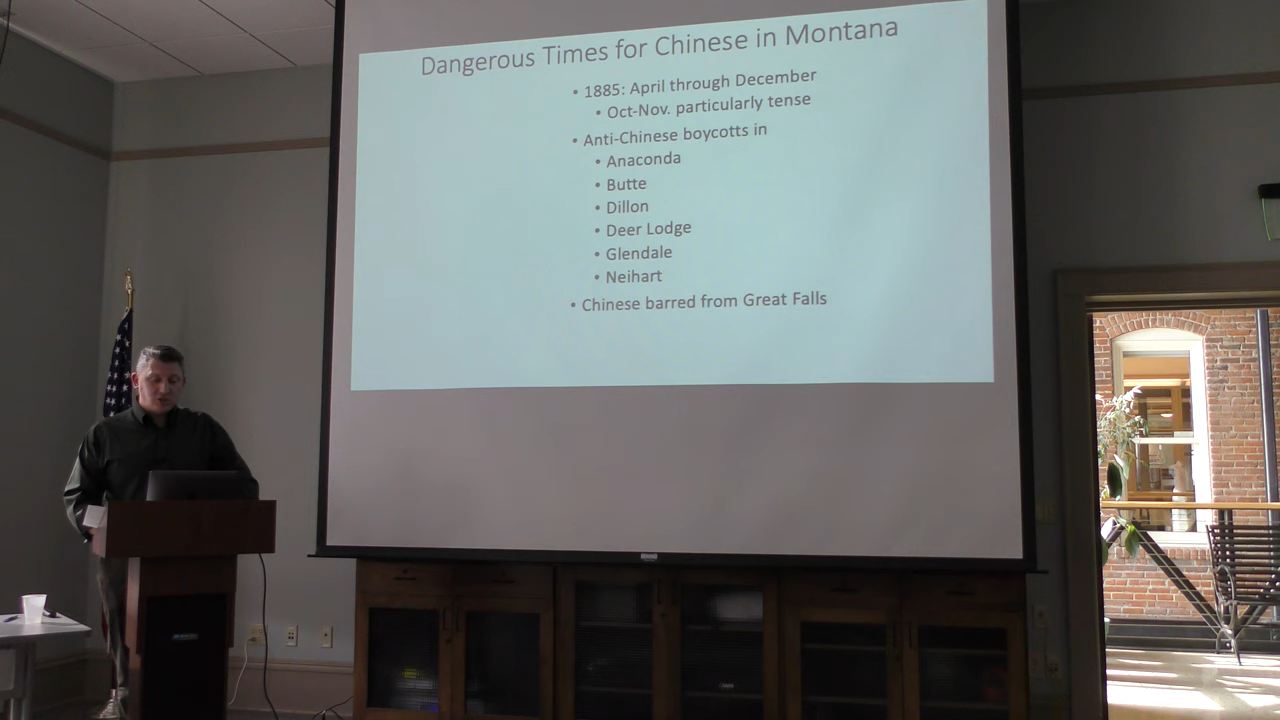 Dangerous Times for Chinese in Montana
• 1885: April through December
• Oct-Nov. particularly tense
• Anti-Chinese boycotts in
• Anaconda
• Butte
• Dillon
• Deer Lodge
• Glendale
• Neihart
• Chinese barred from Great Falls